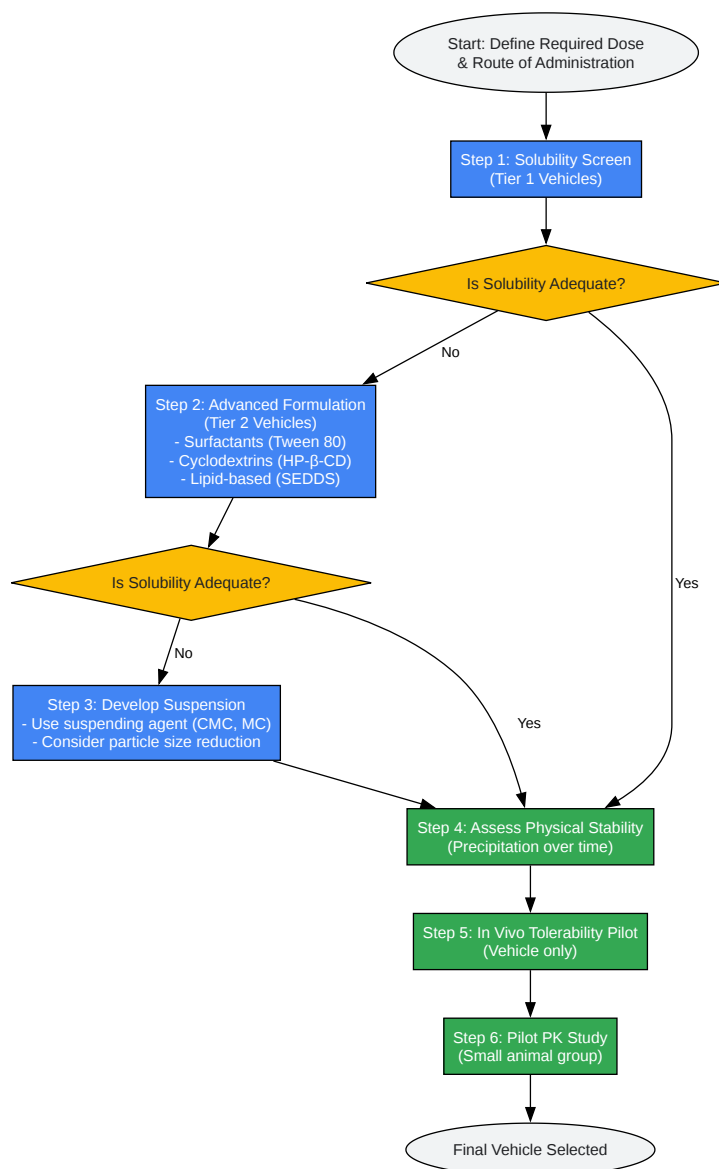 Start: Define Required Dose
& Route of Administration
Step 1: Solubility Screen
(Tier 1 Vehicles)
Is Solubility Adequate?
No
Step 2: Advanced Formulation
(Tier 2 Vehicles)
- Surfactants (Tween 80)
- Cyclodextrins (HP-β-CD)
- Lipid-based (SEDDS)
Is Solubility Adequate?
Yes
No
Step 3: Develop Suspension
- Use suspending agent (CMC, MC)
- Consider particle size reduction
Yes
Step 4: Assess Physical Stability
(Precipitation over time)
Step 5: In Vivo Tolerability Pilot
(Vehicle only)
Step 6: Pilot PK Study
(Small animal group)
Final Vehicle Selected